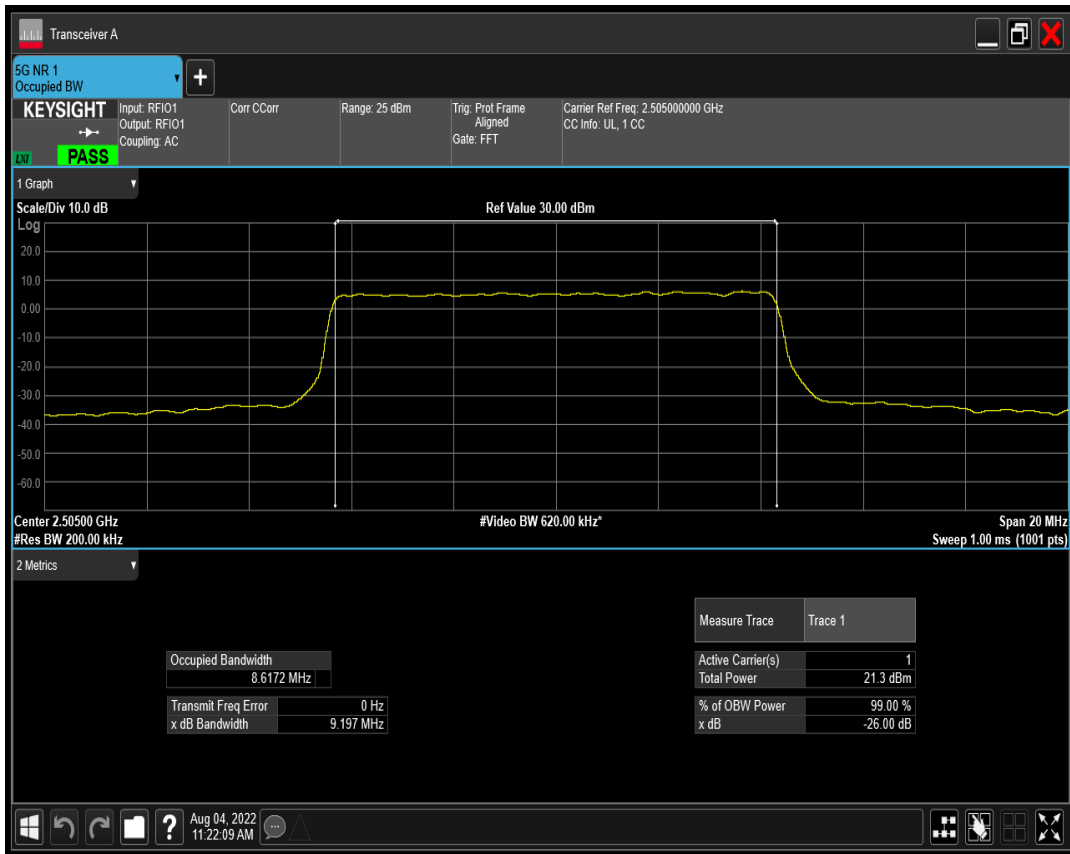 Transceiver A
5G NR 1
Occupied BW
+
KEYSIGHT
LXI
PASS
Input: RFIO1
Output: RFIO1
Coupling: AC
Corr CCorr
Range: 25 dBm
Trig: Prot Frame
Aligned
Gate: FFT
Carrier Ref Freq: 2.505000000 GHz
CC Info: UL, 1 CC
1 Graph
Scale/Div 10.0 dB
Ref Value 30.00 dBm
Log
20.0
10.0
0.00
-10.0
-20.0
-30.0
-40.0
-50.0
-60.0
Center 2.50500 GHz
#Video BW 620.00 kHz*
Span 20 MHz
#Res BW 200.00 kHz
Sweep 1.00 ms (1001 pts)
2 Metrics
Measure Trace Trace 1
Occupied Bandwidth
8.6172 MHz
Active Carrier(s) 1
Total Power 21.3 dBm
Transmit Freq Error 0 Hz
x dB Bandwidth 9.197 MHz
% of OBW Power 99.00 %
x dB -26.00 dB
?
Aug 04, 2022
11:22:09 AM